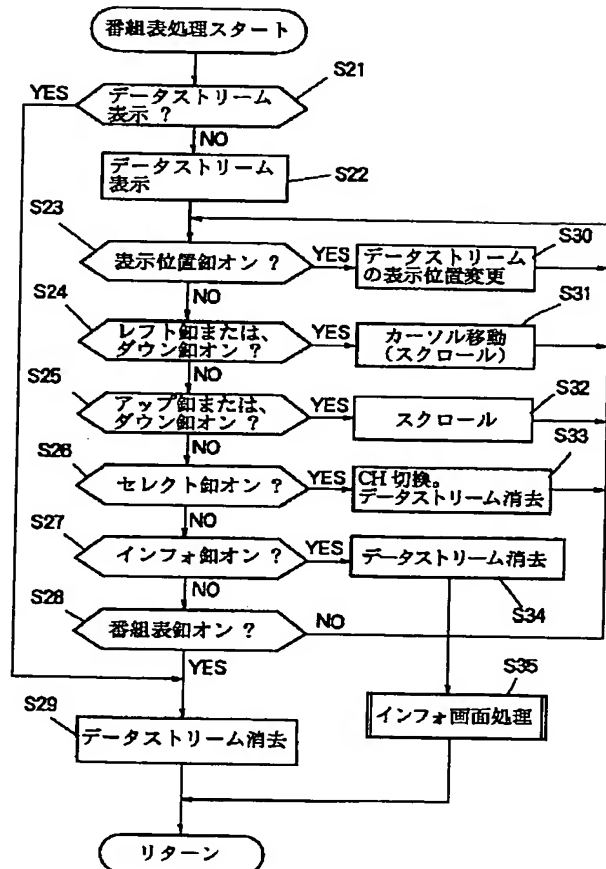 番組表処理スタート
S21
YES
データストリーム
表示 ?
NO
データストリーム
表示
S22
S23
表示位置釦オン ?
YES
データストリーム
の表示位置変更
S30
NO
S24
レフト釦または、
ダウン釦オン ?
YES
カーソル移動
(スクロール)
S31
NO
S25
アップ釦または、
ダウン釦オン ?
YES
スクロール
S32
NO
S26
セレクト釦オン ?
YES
CH 切換。
データストリーム消去
S33
NO
S27
インフォ釦オン ?
YES
データストリーム消去
S34
NO
S28
番組表釦オン ?
NO
YES
S35
インフォ画面処理
S29
データストリーム消去
リターン